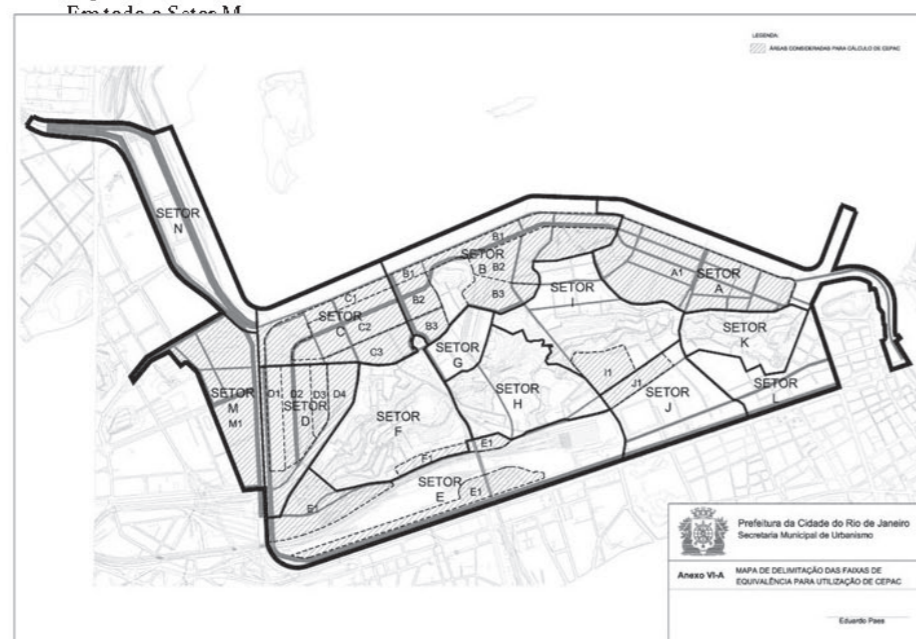 Em todo o Setor M
LEGENDA:
ÁREAS CONSIDERADAS PARA CÁLCULO DE CEPAC
SETOR
N
B1
SETOR
B
B2
B1
B2
B3
B3
C1
SETOR
C
C2
C3
SETOR
I
A1
SETOR
A
SETOR
K
SETOR
G
SETOR
M
M1
D1
D2
D3
D4
SETOR
D
SETOR
F
SETOR
H
I1
J1
SETOR
J
SETOR
L
F1
E1
SETOR
E
E1
E1
Prefeitura da Cidade do Rio de Janeiro
Secretaria Municipal de Urbanismo
Anexo VI-A
MAPA DE DELIMITAÇÃO DAS FAIXAS DE
EQUIVALÊNCIA PARA UTILIZAÇÃO DE CEPAC
Eduardo Paes